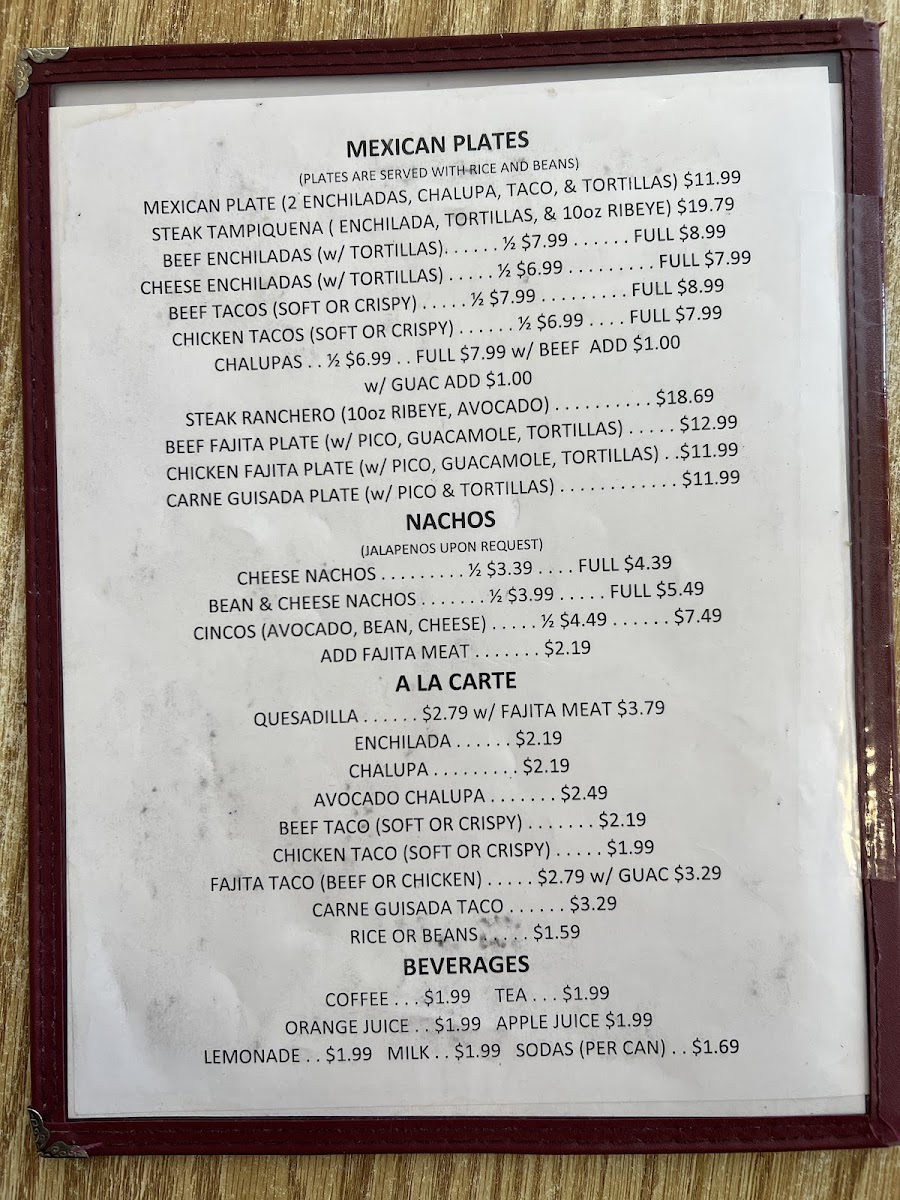 MEXICAN PLATES
(PLATES ARE SERVED WITH RICE AND BEANS)
MEXICAN PLATE (2 ENCHILADAS, CHALUPA, TACO, & TORTILLAS) $11.99
STEAK TAMPIQUENA ( ENCHILADA, TORTILLAS, & 10oz RIBEYE) $19.79
BEEF ENCHILADAS (w/ TORTILLAS). . . . . . ½ $7.99 . . . . . . FULL $8.99
CHEESE ENCHILADAS (w/ TORTILLAS) . . . . . ½ $6.99 . . . . . . . . . FULL $7.99
BEEF TACOS (SOFT OR CRISPY) . . . . . ½ $7.99 . . . . . . . . . FULL $8.99
CHICKEN TACOS (SOFT OR CRISPY) . . . . . . ½ $6.99 . . . . FULL $7.99
CHALUPAS . . ½ $6.99 . . FULL $7.99 w/ BEEF ADD $1.00
w/ GUAC ADD $1.00
STEAK RANCHERO (10oz RIBEYE, AVOCADO) . . . . . . . . . . $18.69
BEEF FAJITA PLATE (w/ PICO, GUACAMOLE, TORTILLAS) . . . . . $12.99
CHICKEN FAJITA PLATE (w/ PICO, GUACAMOLE, TORTILLAS) . .$11.99
CARNE GUISADA PLATE (w/ PICO & TORTILLAS) . . . . . . . . . . . . $11.99
NACHOS
(JALAPENOS UPON REQUEST)
CHEESE NACHOS . . . . . . . . . ½ $3.39 . . . . FULL $4.39
BEAN & CHEESE NACHOS . . . . . . . ½ $3.99 . . . . . FULL $5.49
CINCOS (AVOCADO, BEAN, CHEESE) . . . . . ½ $4.49 . . . . . . $7.49
ADD FAJITA MEAT . . . . . . . $2.19
A LA CARTE
QUESADILLA . . . . . . $2.79 w/ FAJITA MEAT $3.79
ENCHILADA . . . . . . $2.19
CHALUPA . . . . . . . . . $2.19
AVOCADO CHALUPA . . . . . . . $2.49
BEEF TACO (SOFT OR CRISPY) . . . . . . . $2.19
CHICKEN TACO (SOFT OR CRISPY) . . . . . $1.99
FAJITA TACO (BEEF OR CHICKEN) . . . . . $2.79 w/ GUAC $3.29
CARNE GUISADA TACO . . . . . . $3.29
RICE OR BEANS . . . . . $1.59
BEVERAGES
COFFEE . . . $1.99 TEA . . . $1.99
ORANGE JUICE . . $1.99 APPLE JUICE $1.99
LEMONADE . . $1.99 MILK . . $1.99 SODAS (PER CAN) . . $1.69